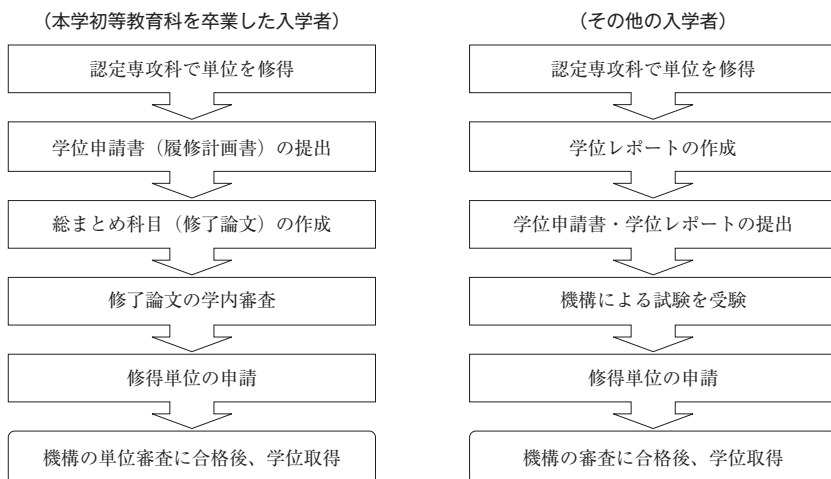 （本学初等教育科を卒業した入学者）
認定専攻科で単位を修得
学位申請書（履修計画書）の提出
総まとめ科目（修了論文）の作成
修了論文の学内審査
修得単位の申請
機構の単位審査に合格後、学位取得
（その他の入学者）
認定専攻科で単位を修得
学位レポートの作成
学位申請書・学位レポートの提出
機構による試験を受験
修得単位の申請
機構の審査に合格後、学位取得